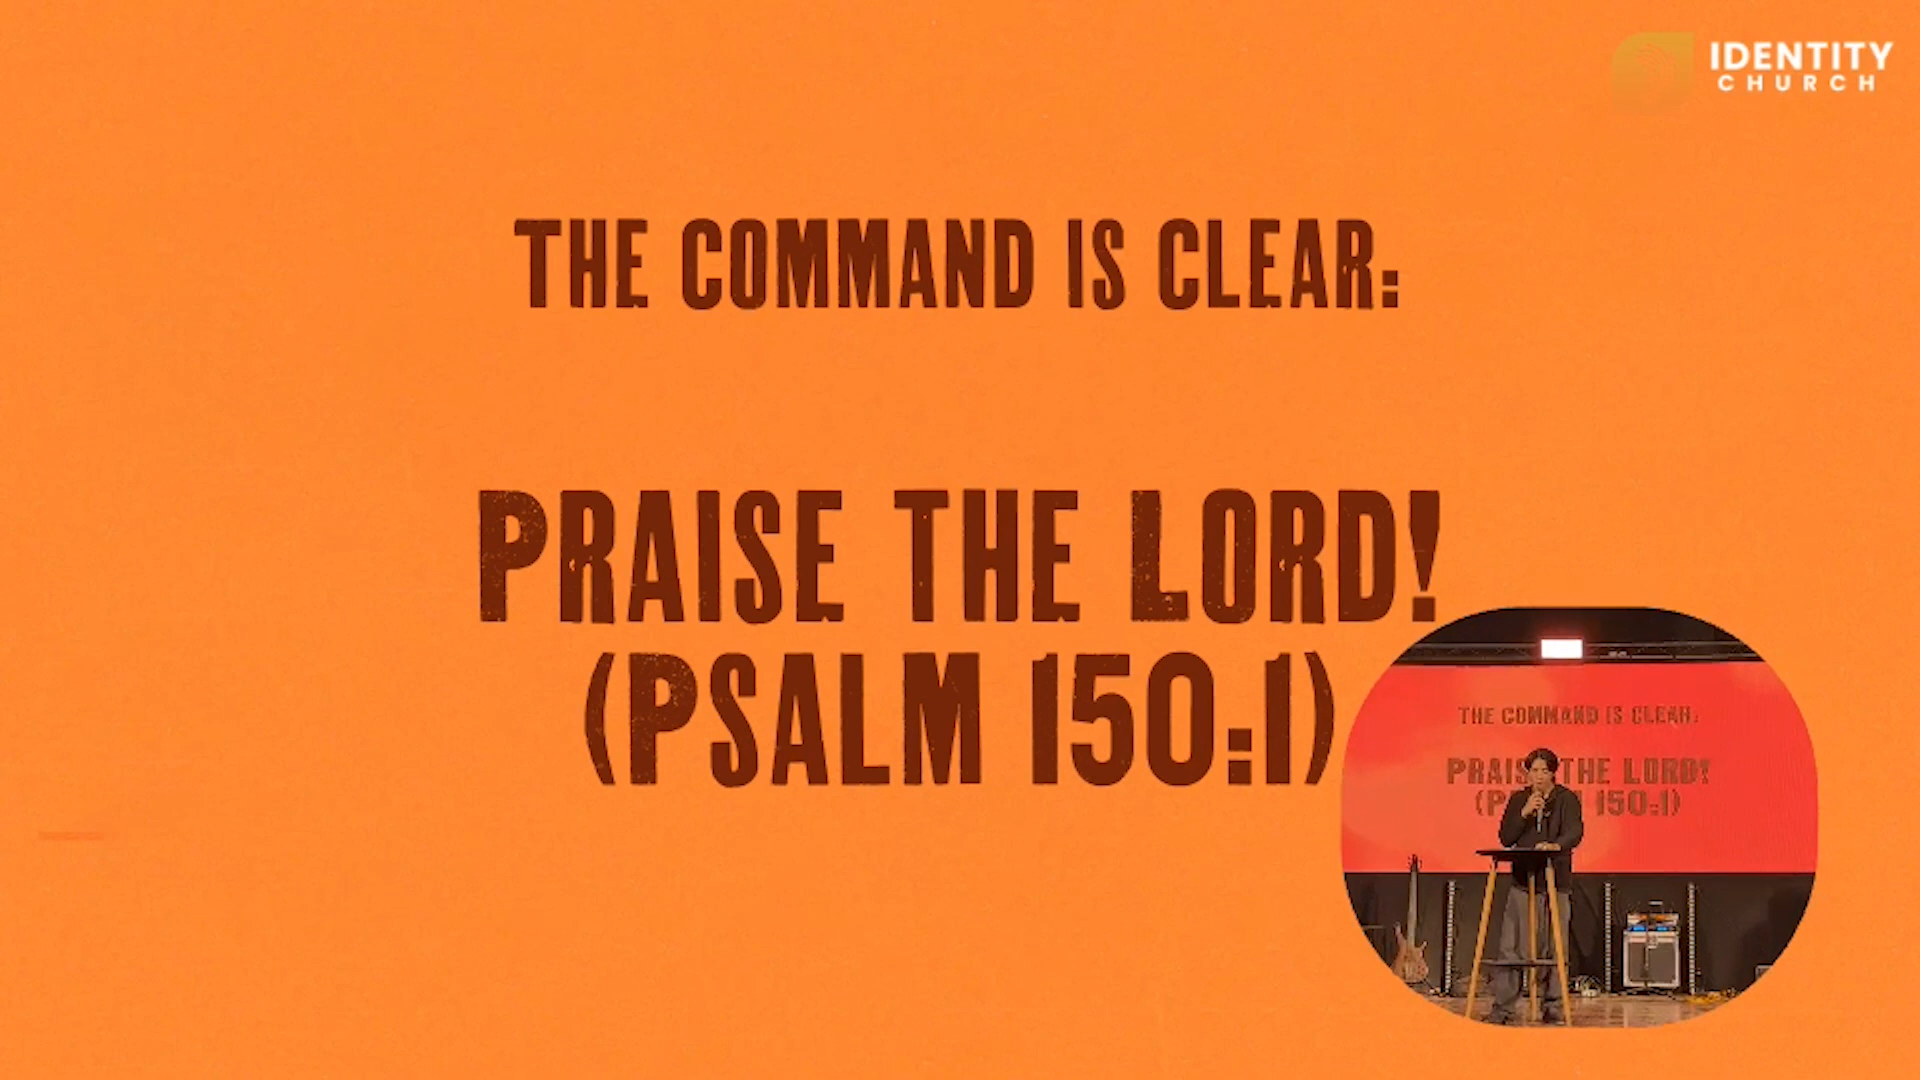 IDENTITY
CHURCH
THE COMMAND IS CLEAR:
PRAISE THE LORD!
(PSALM 150:1)
THE COMMAND IS CLEAR:
PRAISE THE LORD!
150:1)